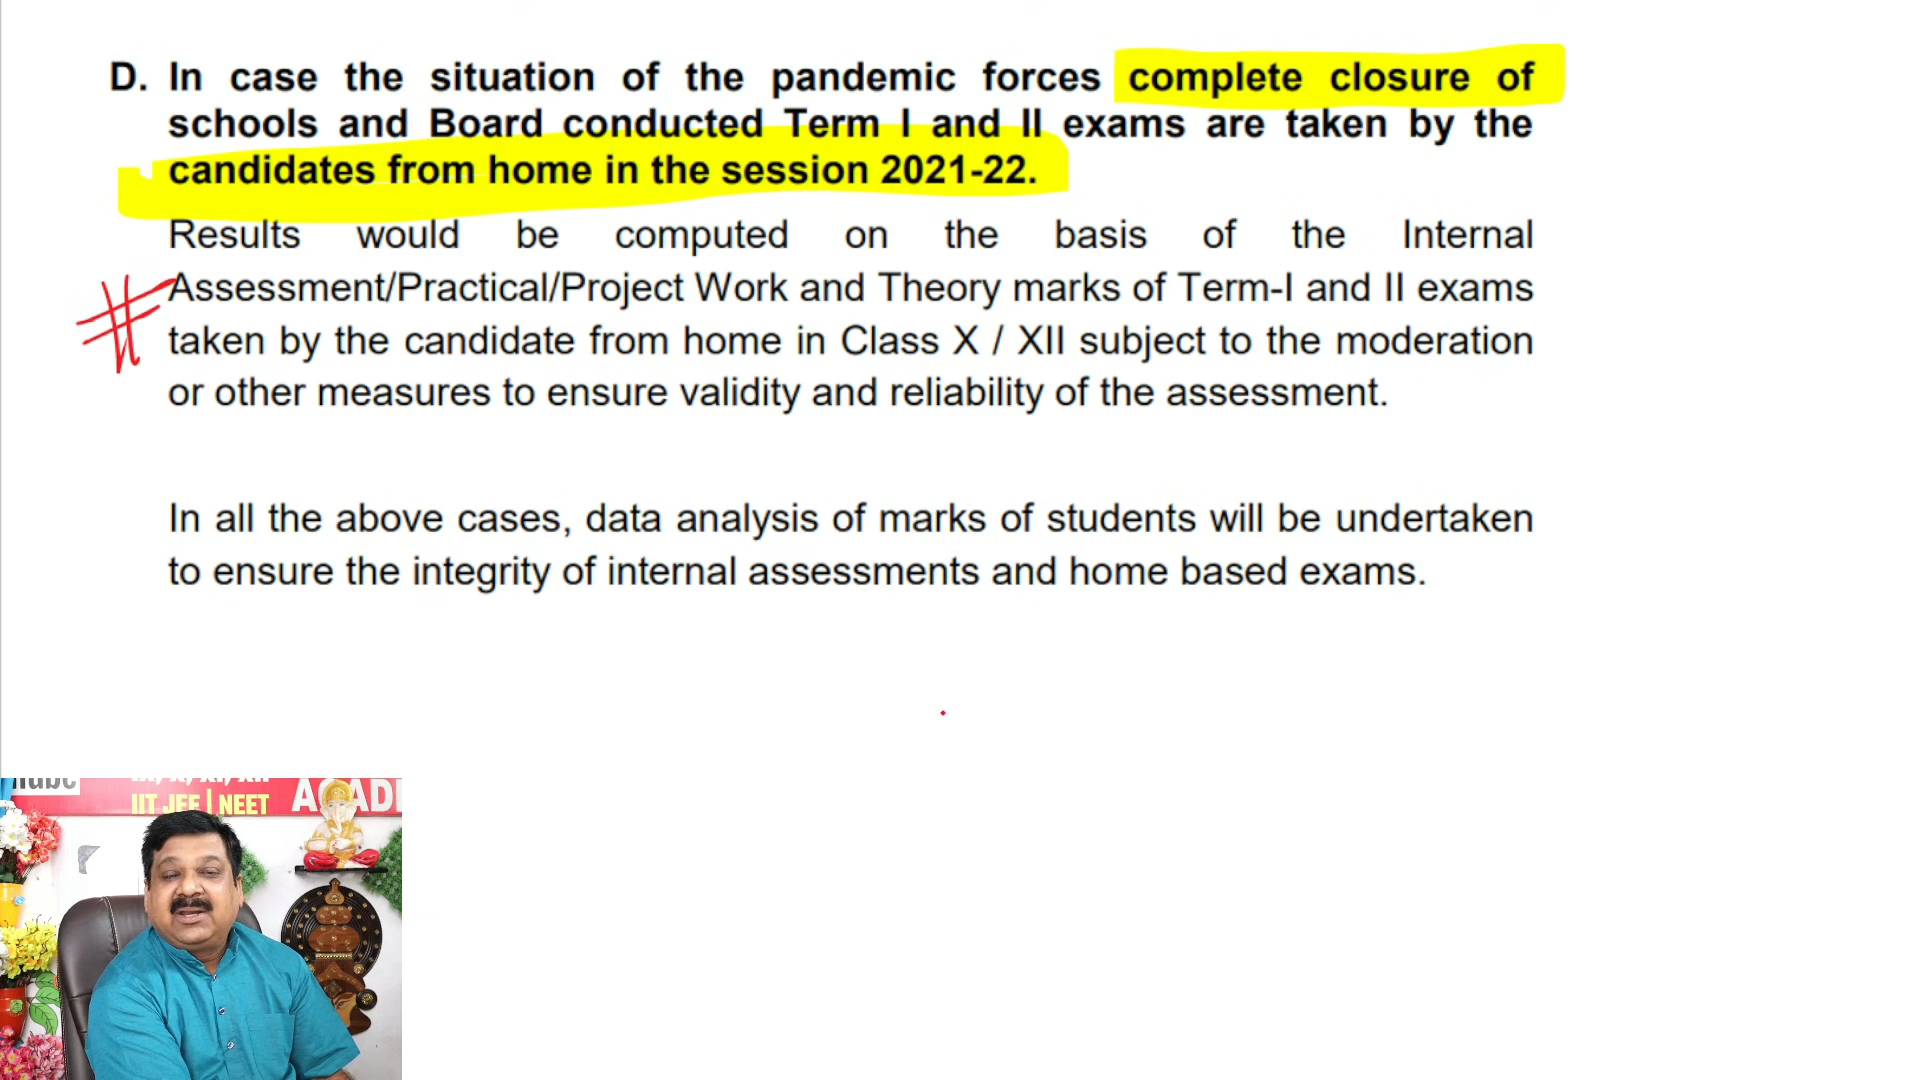 D. In case the situation of the pandemic forces complete closure of
schools and Board conducted Term I and II exams are taken by the
candidates from home in the session 2021-22.
Results would be computed on the basis of the Internal
Assessment/Practical/Project Work and Theory marks of Term-I and II exams
taken by the candidate from home in Class X / XII subject to the moderation
or other measures to ensure validity and reliability of the assessment.
In all the above cases, data analysis of marks of students will be undertaken
to ensure the integrity of internal assessments and home based exams.
IIT JEE | NEET